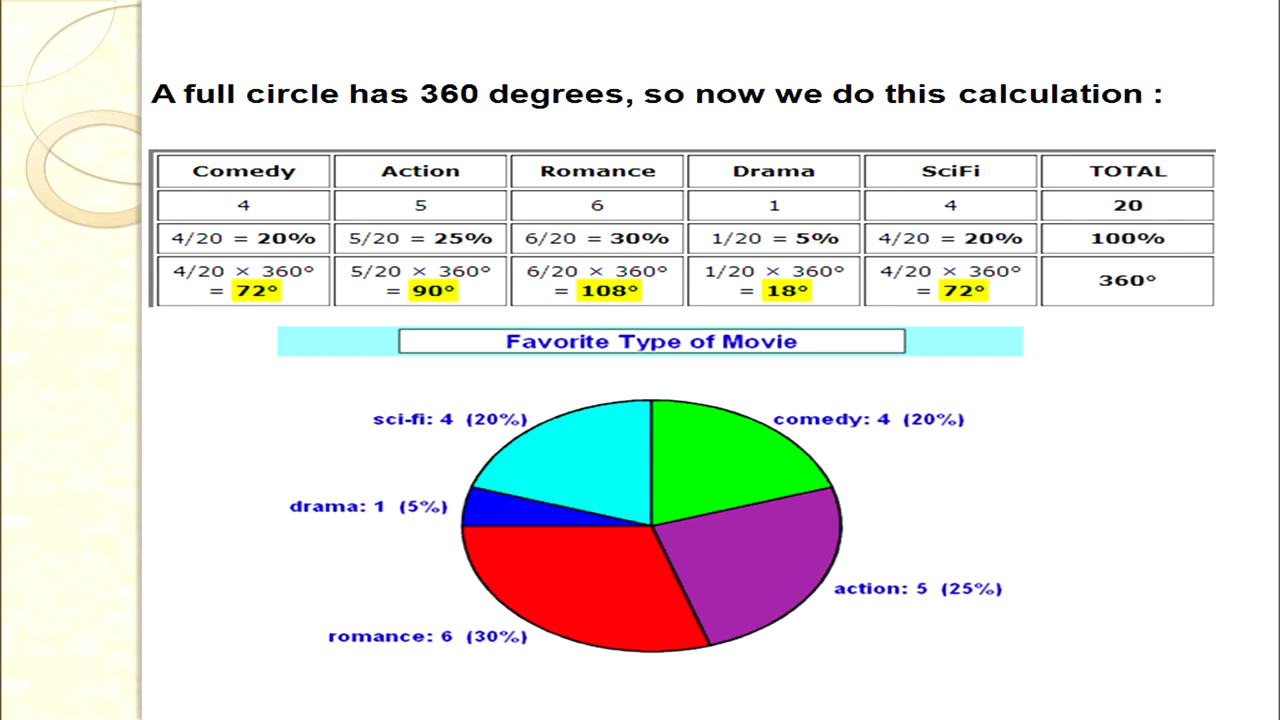 A full circle has 360 degrees, so now we do this calculation :
Comedy Action Romance Drama SciFi TOTAL
4 5 6 1 4 20
4/20 = 20% 5/20 = 25% 6/20 = 30% 1/20 = 5% 4/20 = 20% 100%
4/20 × 360° 5/20 × 360° 6/20 × 360° 1/20 × 360° 4/20 × 360° 360°
= 72° = 90° = 108° = 18° = 72°
Favorite Type of Movie
sci-fi: 4 (20%) comedy: 4 (20%)
drama: 1 (5%)
action: 5 (25%)
romance: 6 (30%)